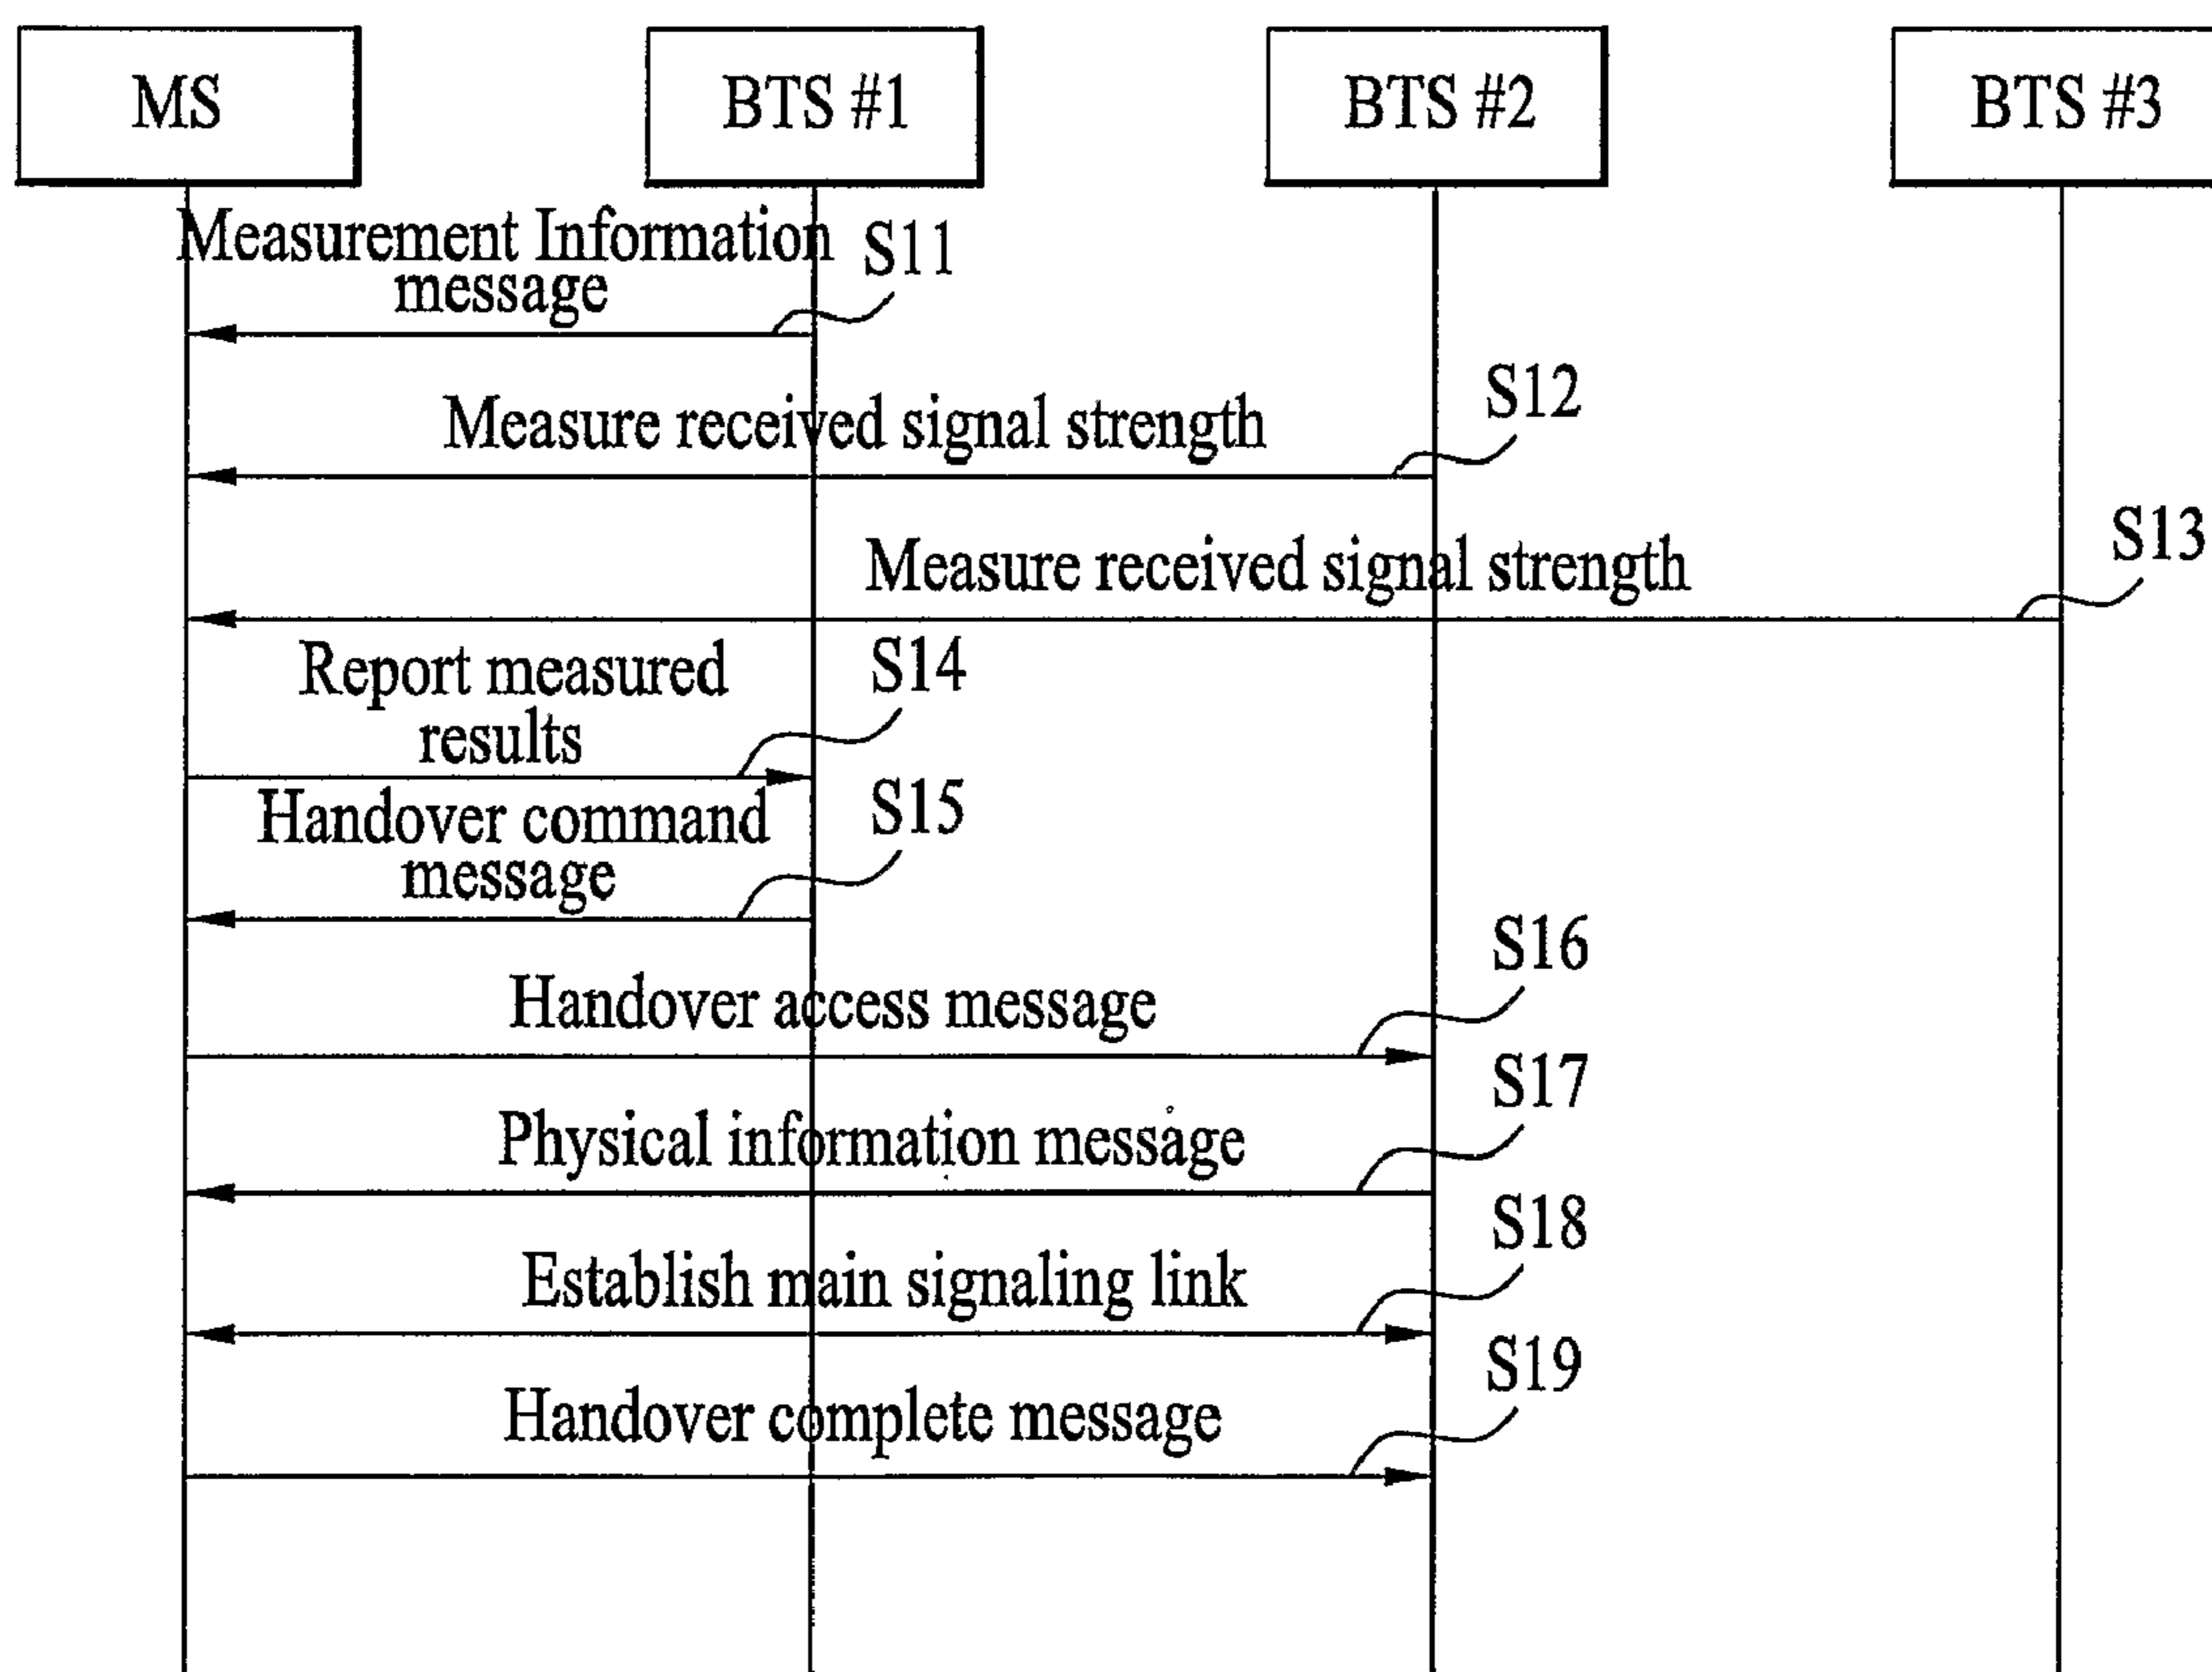 MS
BTS #1
BTS #2
BTS #3
Measurement Information
message
S11
Measure received signal strength
S12
Measure received signal strength
S13
Report measured
results
S14
Handover command
message
S15
Handover access message
S16
Physical information message
S17
Establish main signaling link
S18
Handover complete message
S19